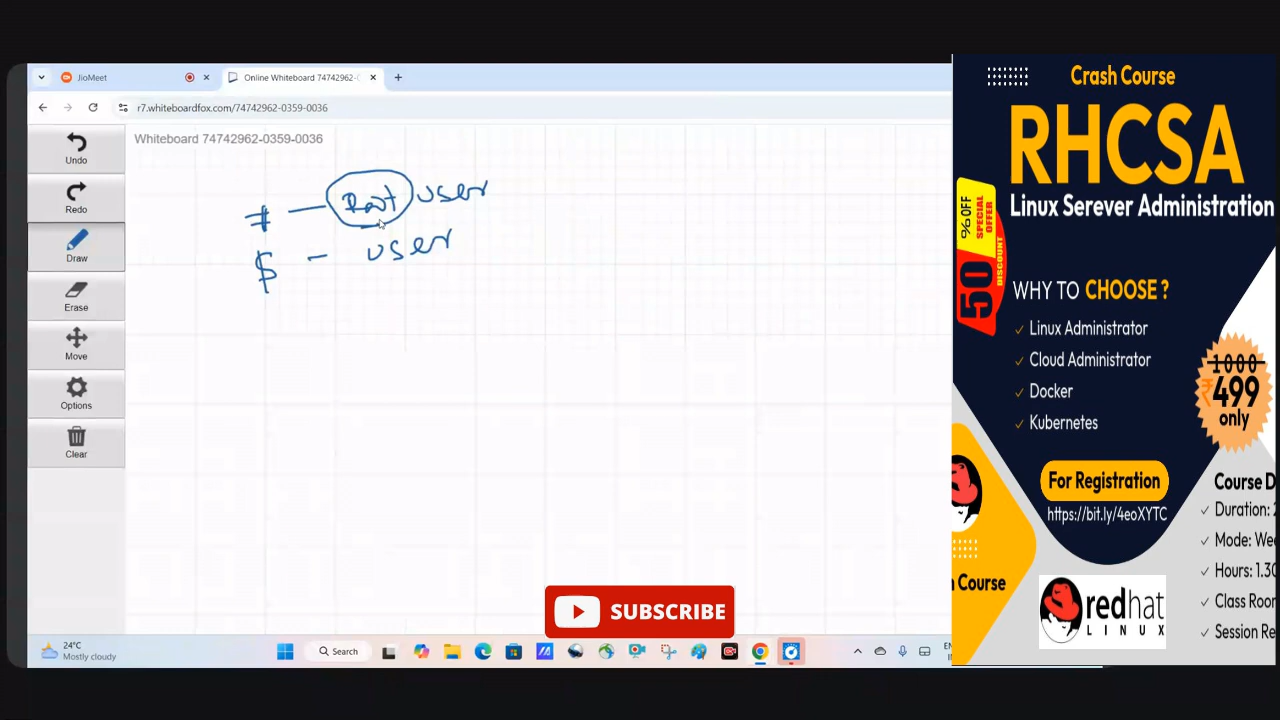 JioMeet
Online Whiteboard 74742962-0
r7.whiteboardfox.com/74742962-0359-0036
Whiteboard 74742962-0359-0036
Undo
Redo
Draw
Erase
Move
Options
Clear
# — Root user
$ - user
SUBSCRIBE
24°C
Mostly cloudy
Search
Crash Course
RHCSA
Linux Serever Administration
50
%OFF
SPECIAL
OFFER
DISCOUNT
WHY TO CHOOSE ?
✓ Linux Administrator
✓ Cloud Administrator
✓ Docker
✓ Kubernetes
1000
₹499
only
For Registration
https://bit.ly/4eoXYTC
Course D
✓ Duration: 2
✓ Mode: Wee
✓ Hours: 1.30
✓ Class Roor
✓ Session Re
n Course
redhat
LINUX